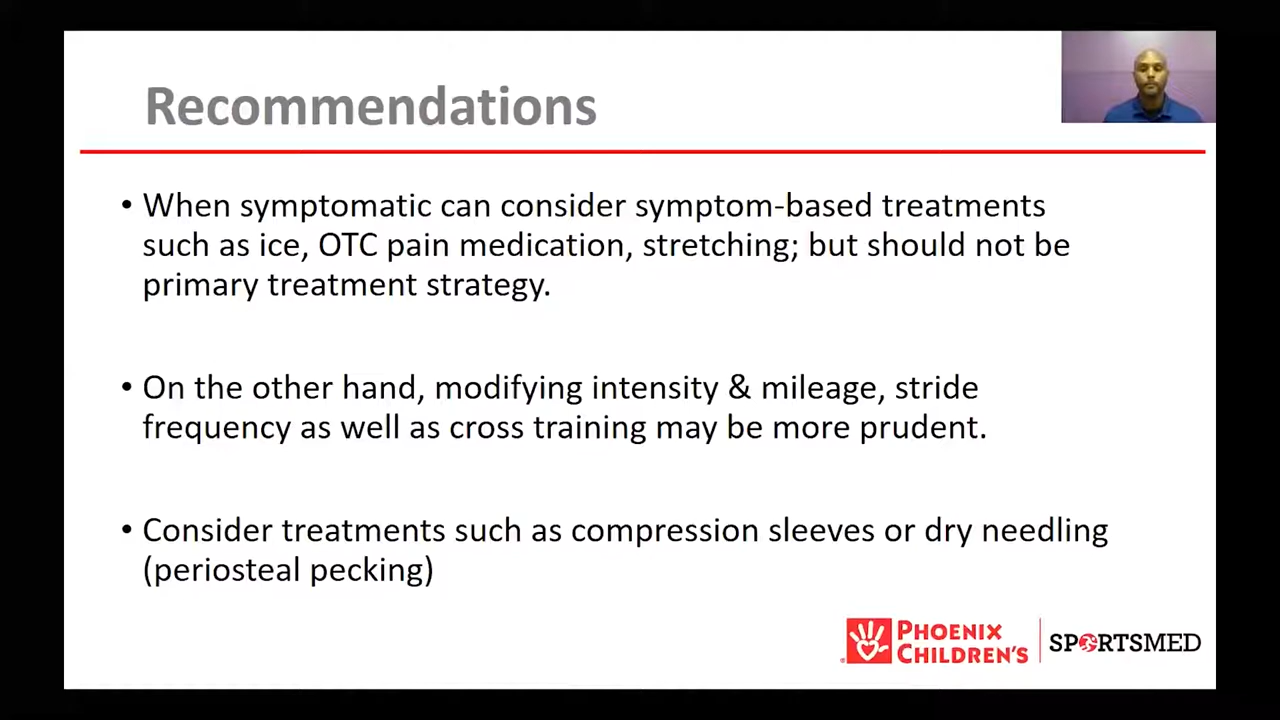 Recommendations
• When symptomatic can consider symptom-based treatments
such as ice, OTC pain medication, stretching; but should not be
primary treatment strategy.
• On the other hand, modifying intensity & mileage, stride
frequency as well as cross training may be more prudent.
• Consider treatments such as compression sleeves or dry needling
(periosteal pecking)
PHOENIX
CHILDREN'S
SPORTSMED